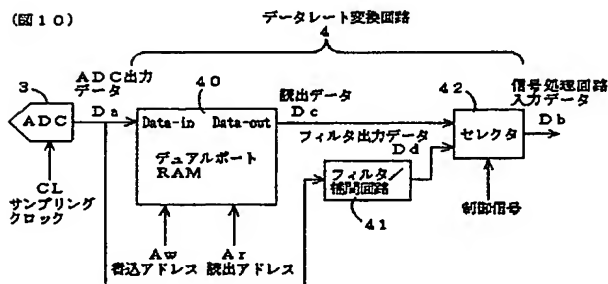 (図10)
データレート変換回路
4
3
ADC
ADC出力
データ
Da
CL
サンプリング
クロック
40
Data-in Data-out
デュアルポート
RAM
Aw
書込アドレス
Ar
読出アドレス
読出データ
Dc
フィルタ出力データ
Dd
フィルタ/
補間回路
41
42
セレクタ
制御信号
信号処理回路
入力データ
Db